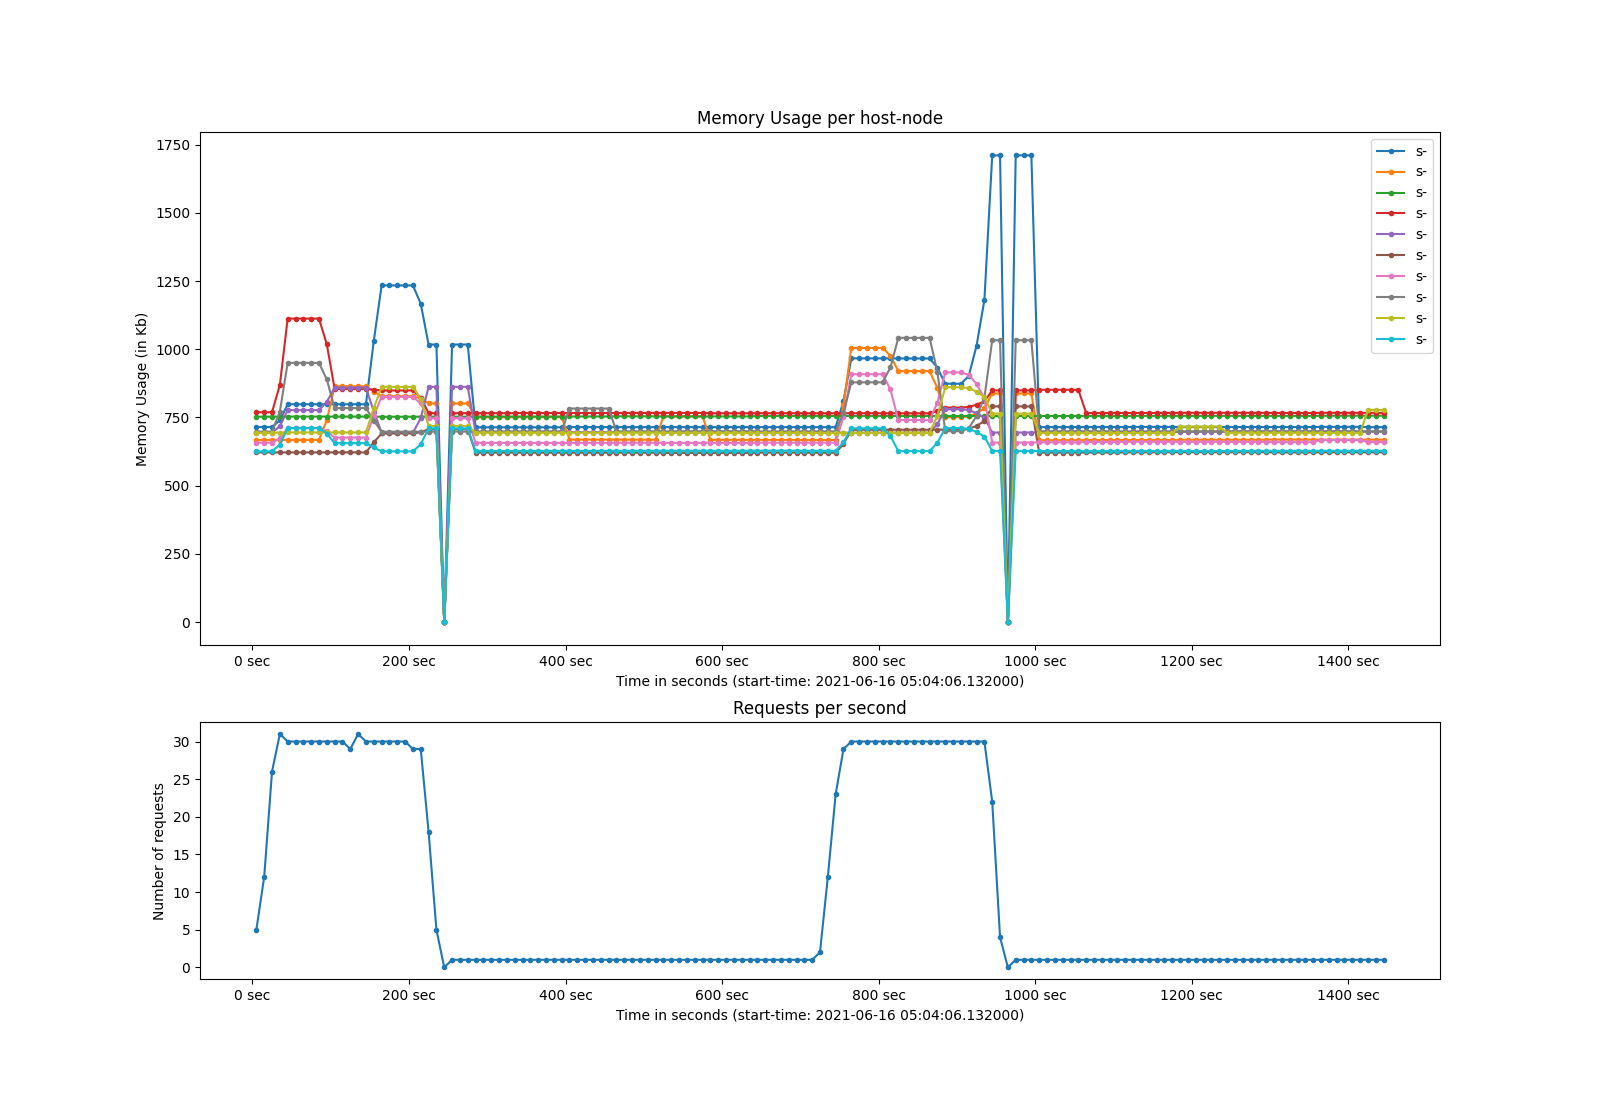 Memory Usage per host-node
Memory Usage (in Kb)
1750
1500
1250
1000
750
500
250
0
s-
s-
s-
s-
s-
s-
s-
s-
s-
s-
0 sec 200 sec 400 sec 600 sec 800 sec 1000 sec 1200 sec 1400 sec
Time in seconds (start-time: 2021-06-16 05:04:06.132000)
Requests per second
Number of requests
30
25
20
15
10
5
0
0 sec 200 sec 400 sec 600 sec 800 sec 1000 sec 1200 sec 1400 sec
Time in seconds (start-time: 2021-06-16 05:04:06.132000)